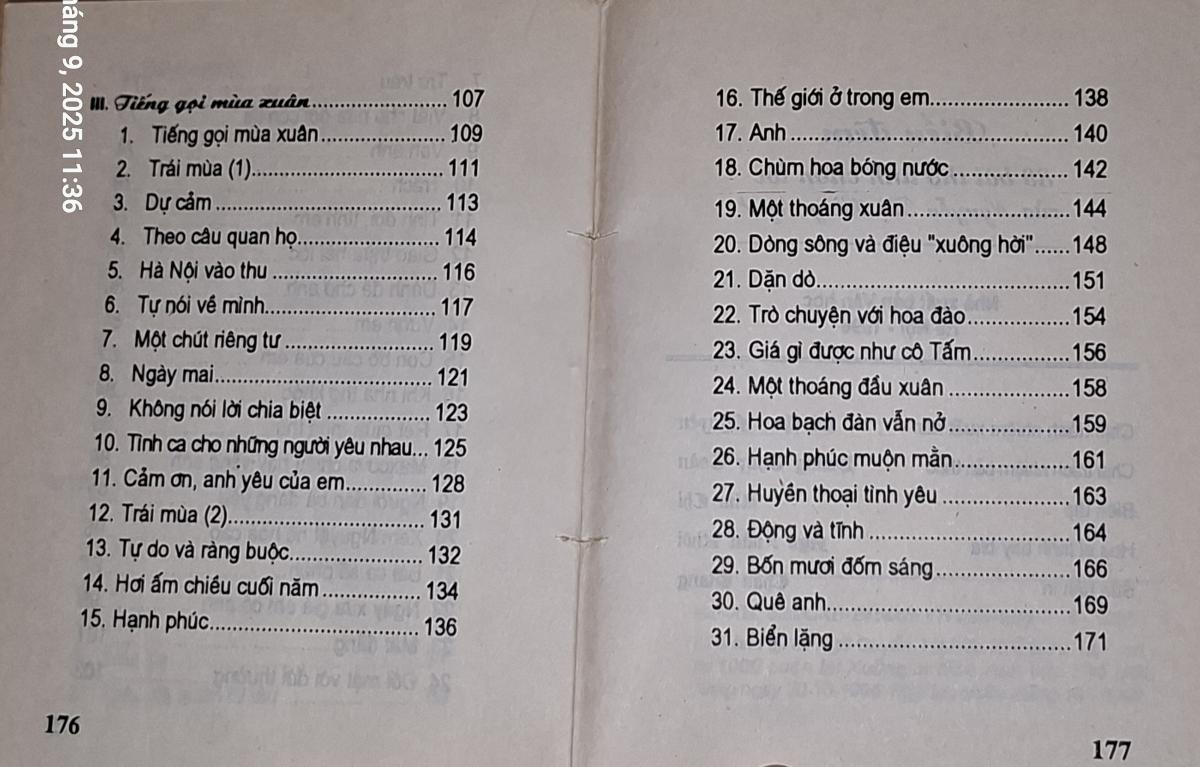 áng 9, 2025 11:36
III. Tiếng gọi mùa xuân...................... 107
1. Tiếng gọi mùa xuân..................... 109
2. Trái mùa (1)................................. 111
3. Dự cảm ...................................... 113
4. Theo câu quan họ....................... 114
5. Hà Nội vào thu ........................... 116
6. Tự nói về mình............................ 117
7. Một chút riêng tư ........................ 119
8. Ngày mai.................................... 121
9. Không nói lời chia biệt ................. 123
10. Tình ca cho những người yêu nhau... 125
11. Cảm ơn, anh yêu của em.............. 128
12. Trái mùa (2)................................ 131
13. Tự do và ràng buộc...................... 132
14. Hơi ấm chiều cuối năm ................ 134
15. Hạnh phúc.................................. 136
176
16. Thế giới ở trong em....................... 138
17. Anh .............................................. 140
18. Chùm hoa bóng nước ................... 142
19. Một thoáng xuân........................... 144
20. Dòng sông và điệu "xuông hời"......148
21. Dặn dò..........................................151
22. Trò chuyện với hoa đào..................154
23. Giá gì được như cô Tấm................156
24. Một thoáng đầu xuân .....................158
25. Hoa bạch đàn vẫn nở.....................159
26. Hạnh phúc muộn mằn....................161
27. Huyền thoại tình yêu ......................163
28. Động và tĩnh ..................................164
29. Bốn mươi đốm sáng.......................166
30. Quê anh.........................................169
31. Biển lặng .......................................171
177